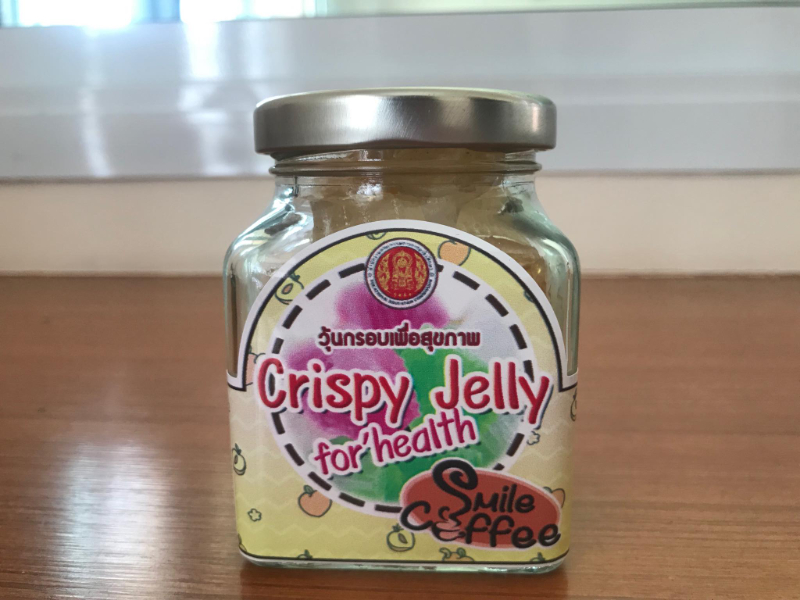 วุ้นกรอบเพื่อสุขภาพ
Crispy Jelly
for'health
Smile
Coffee